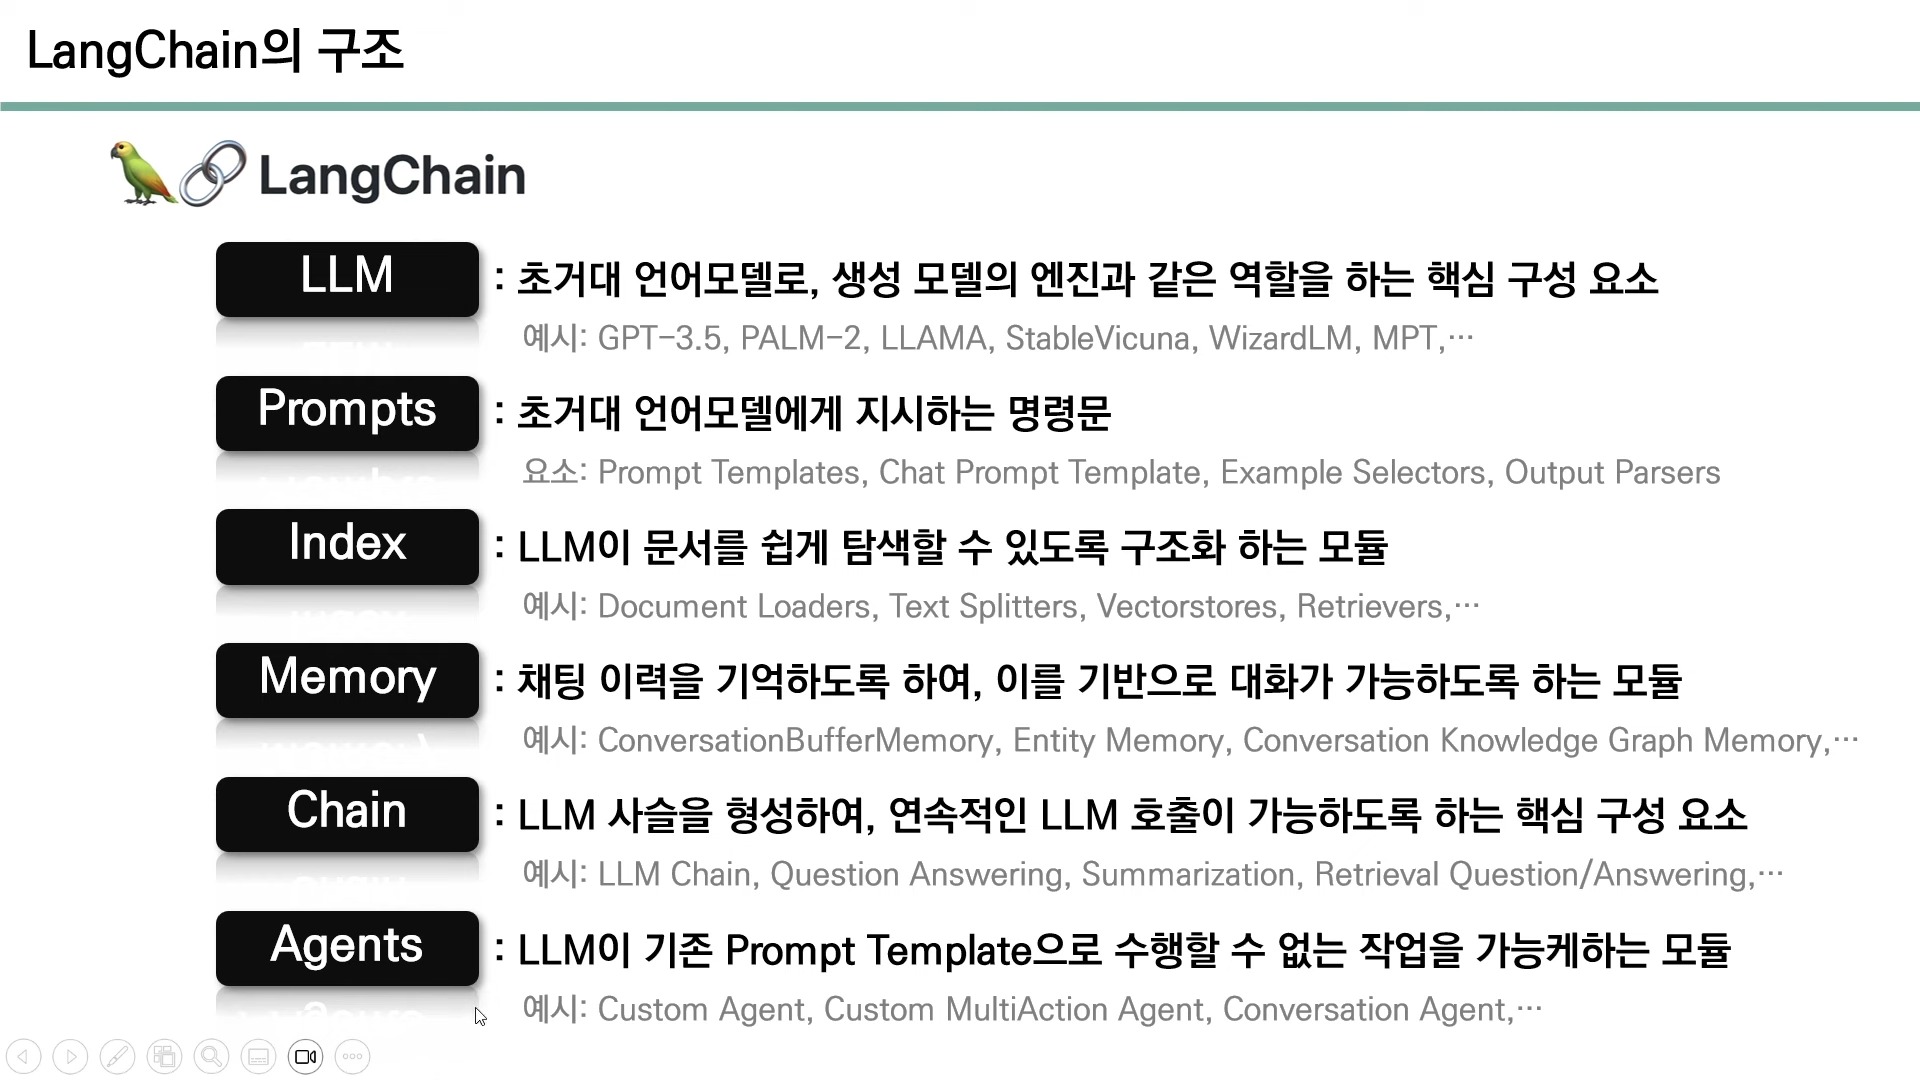 LangChain의 구조
LangChain
LLM
: 초거대 언어모델로, 생성 모델의 엔진과 같은 역할을 하는 핵심 구성 요소
예시: GPT-3.5, PALM-2, LLAMA, StableVicuna, WizardLM, MPT,…
Prompts
: 초거대 언어모델에게 지시하는 명령문
요소: Prompt Templates, Chat Prompt Template, Example Selectors, Output Parsers
Index
: LLM이 문서를 쉽게 탐색할 수 있도록 구조화 하는 모듈
예시: Document Loaders, Text Splitters, Vectorstores, Retrievers,…
Memory
: 채팅 이력을 기억하도록 하여, 이를 기반으로 대화가 가능하도록 하는 모듈
예시: ConversationBufferMemory, Entity Memory, Conversation Knowledge Graph Memory,…
Chain
: LLM 사슬을 형성하여, 연속적인 LLM 호출이 가능하도록 하는 핵심 구성 요소
예시: LLM Chain, Question Answering, Summarization, Retrieval Question/Answering,…
Agents
: LLM이 기존 Prompt Template으로 수행할 수 없는 작업을 가능케하는 모듈
예시: Custom Agent, Custom MultiAction Agent, Conversation Agent,…